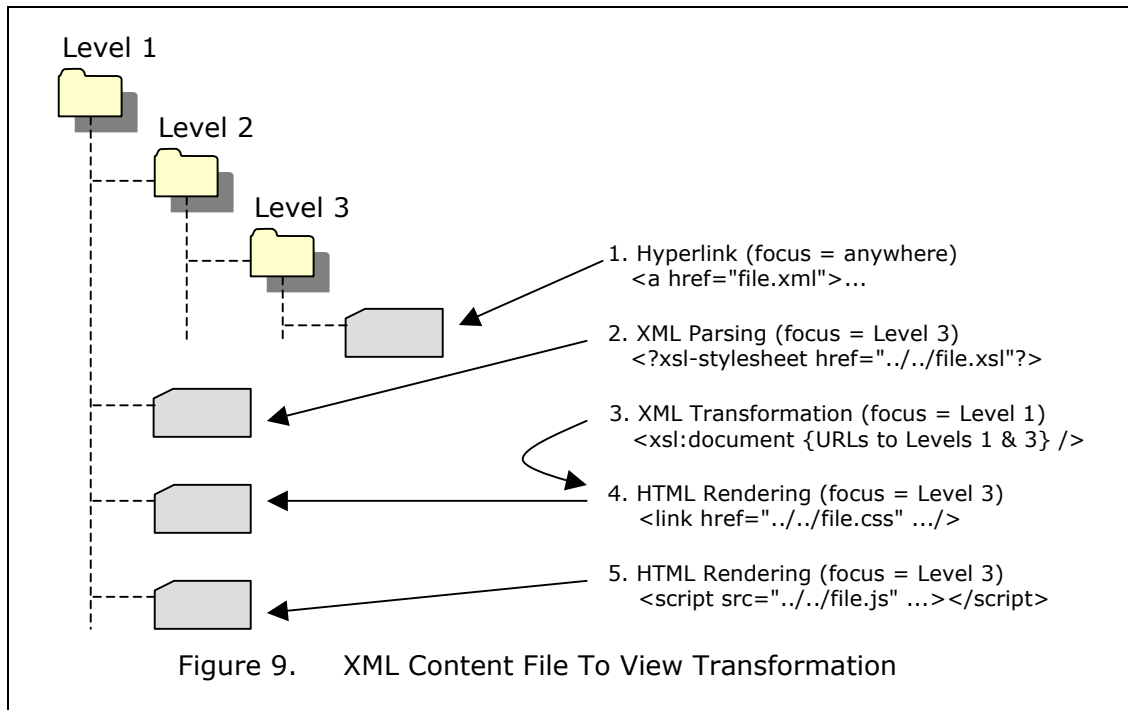 Level 1
Level 2
Level 3
1. Hyperlink (focus = anywhere)
<a href="file.xml">...
2. XML Parsing (focus = Level 3)
<?xsl-stylesheet href="../../file.xsl"?>
3. XML Transformation (focus = Level 1)
<xsl:document {URLs to Levels 1 & 3} />
4. HTML Rendering (focus = Level 3)
<link href="../../file.css" .../>
5. HTML Rendering (focus = Level 3)
<script src="../../file.js" ...></script>
Figure 9. XML Content File To View Transformation